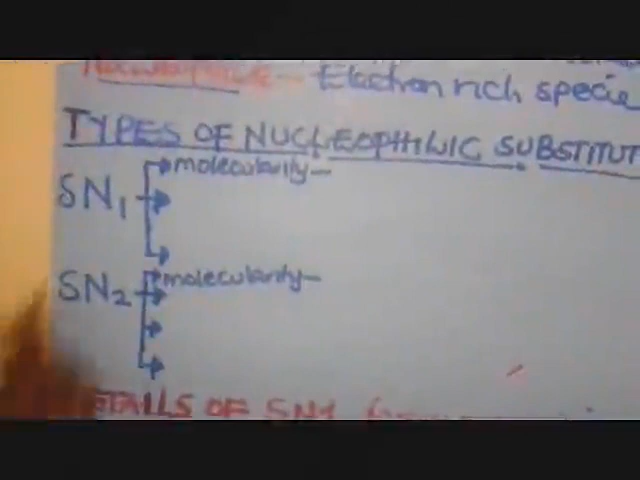 Electron rich specie
TYPES OF NUCLEOPHILIC SUBSTITUT
SN1 molecularity-
SN2 molecularity-
DETAILS OF SN1